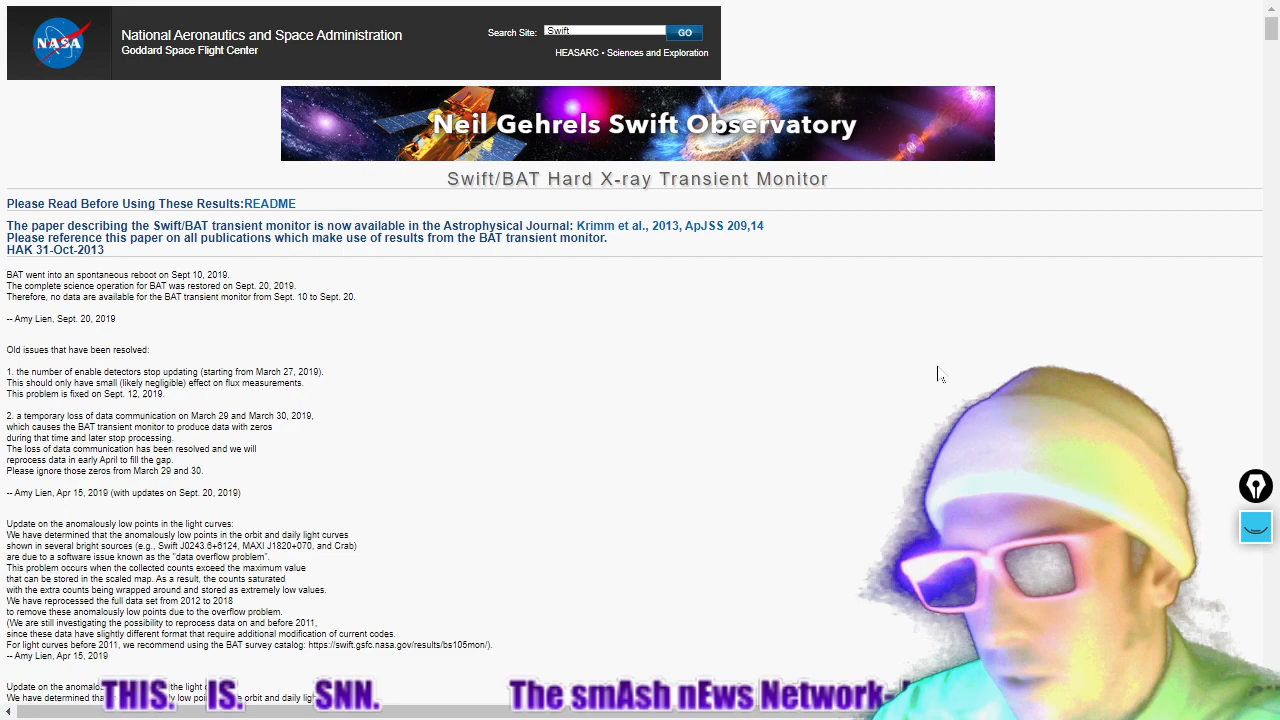 NASA
National Aeronautics and Space Administration
Goddard Space Flight Center
Search Site: Swift GO
HEASARC • Sciences and Exploration
Neil Gehrels Swift Observatory
Swift/BAT Hard X-ray Transient Monitor
Please Read Before Using These Results:README
The paper describing the Swift/BAT transient monitor is now available in the Astrophysical Journal: Krimm et al., 2013, ApJSS 209,14
Please reference this paper on all publications which make use of results from the BAT transient monitor.
HAK 31-Oct-2013
BAT went into an spontaneous reboot on Sept 10, 2019.
The complete science operation for BAT was restored on Sept. 20, 2019.
Therefore, no data are available for the BAT transient monitor from Sept. 10 to Sept. 20.
-- Amy Lien, Sept. 20, 2019
Old issues that have been resolved:
1. the number of enable detectors stop updating (starting from March 27, 2019).
This should only have small (likely negligible) effect on flux measurements.
This problem is fixed on Sept. 12, 2019.
2. a temporary loss of data communication on March 29 and March 30, 2019,
which causes the BAT transient monitor to produce data with zeros
during that time and later stop processing.
The loss of data communication has been resolved and we will
reprocess data in early April to fill the gap.
Please ignore those zeros from March 29 and 30.
-- Amy Lien, Apr 15, 2019 (with updates on Sept. 20, 2019)
Update on the anomalously low points in the light curves:
We have determined that the anomalously low points in the orbit and daily light curves
shown in several bright sources (e.g., Swift J0243.6+6124, MAXI J1820+070, and Crab)
are due to a software issue known as the "data overflow problem".
This problem occurs when the collected counts exceed the maximum value
that can be stored in the scaled map. As a result, the counts saturated
with the extra counts being wrapped around and stored as extremely low values.
We have reprocessed the full data set from 2012 to 2018
to remove these anomalously low points due to the overflow problem.
(We are still investigating the possibility to reprocess data on and before 2011,
since these data have slightly different format that require additional modification of current codes.
For light curves before 2011, we recommend using the BAT survey catalog: https://swift.gsfc.nasa.gov/results/bs105mon/).
-- Amy Lien, Apr 15, 2019
Update on the the light
We have determined orbit and daily
THIS. IS. SNN. The smAsh nEws Network-